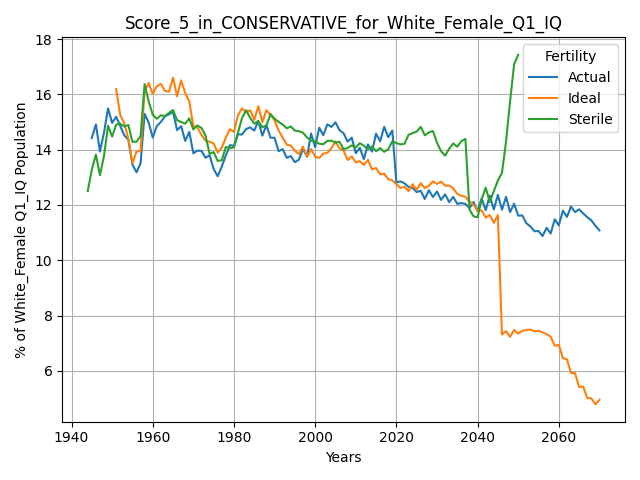 Score_5_in_CONSERVATIVE_for_White_Female_Q1_IQ
Fertility
Actual
Ideal
Sterile
% of White_Female Q1_IQ Population
18
16
14
12
10
8
6
1940
1960
1980
2000
2020
2040
2060
Years